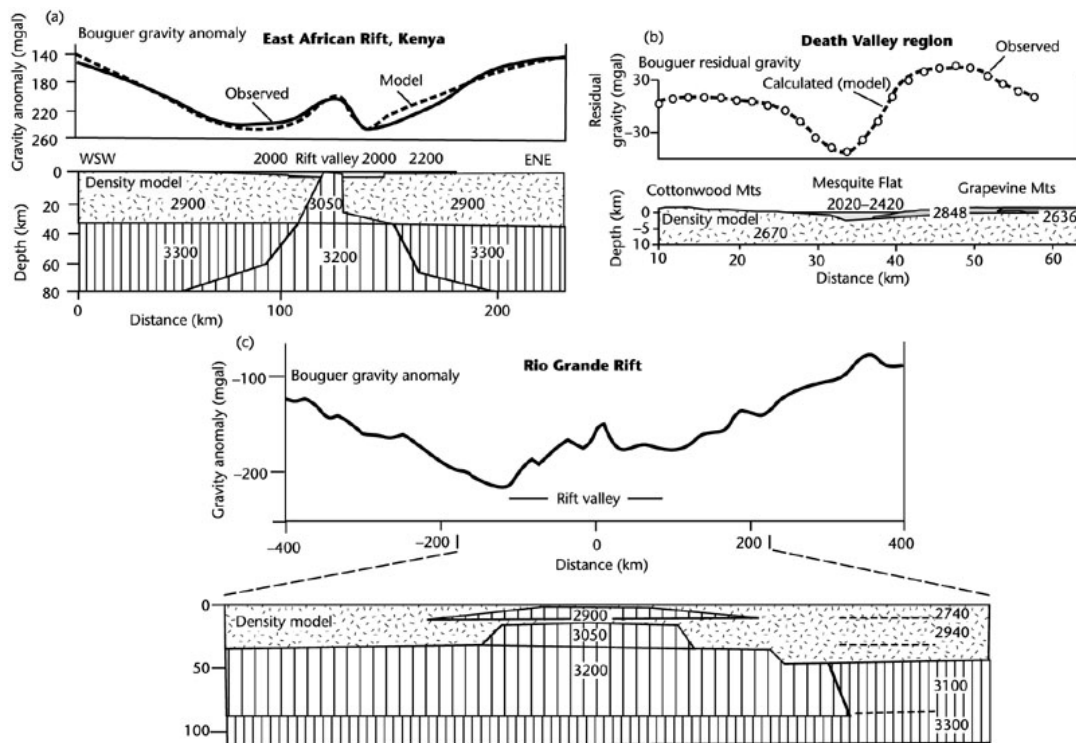 (a)
Bouguer gravity anomaly
East African Rift, Kenya
Gravity anomaly (mgal)
140
180
220
260
Observed
Model
WSW
2000 Rift valley 2000 2200
ENE
Density model
2900
3050
2900
3300
3200
3300
Depth (km)
0
20
40
60
80
0
100
200
Distance (km)
(b)
Death Valley region
Bouguer residual gravity
Observed
Calculated (model)
Residual
gravity (mgal)
30
-30
Cottonwood Mts
Mesquite Flat
Grapevine Mts
2020–2420
Density model
2848
2636
2670
Depth (km)
0
-5
10
10
20
30
40
50
60
Distance (km)
(c)
Rio Grande Rift
Bouguer gravity anomaly
Gravity anomaly (mgal)
-100
-200
Rift valley
-400
-200
0
200
400
Distance (km)
Density model
0
50
100
2900
3050
3200
2740
2940
3100
3300